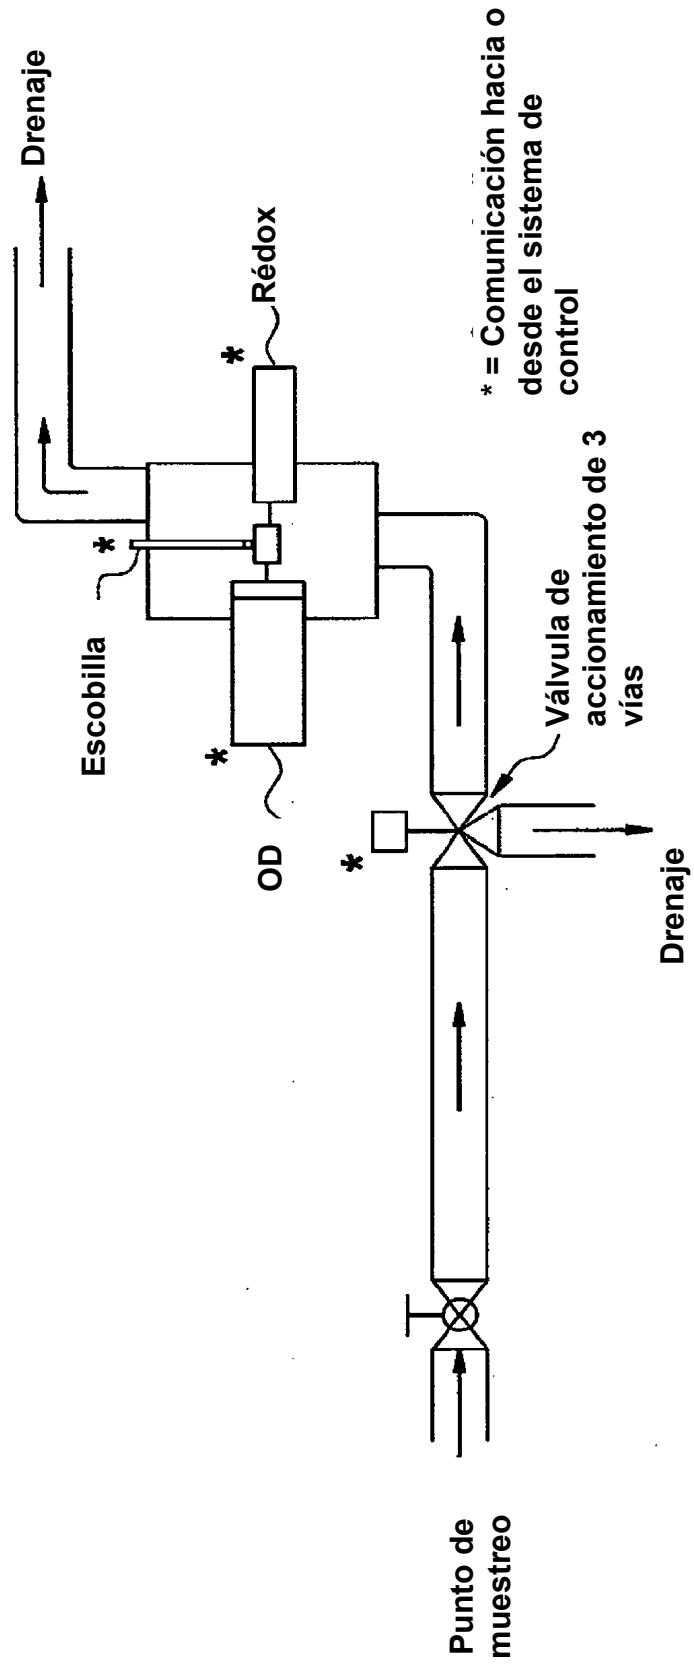 Drenaje
*
Rédox
*
Escobilla
*
OD
* = Comunicación hacia o
desde el sistema de
control
Válvula de
accionamiento de 3
vías
*
Drenaje
Punto de
muestreo